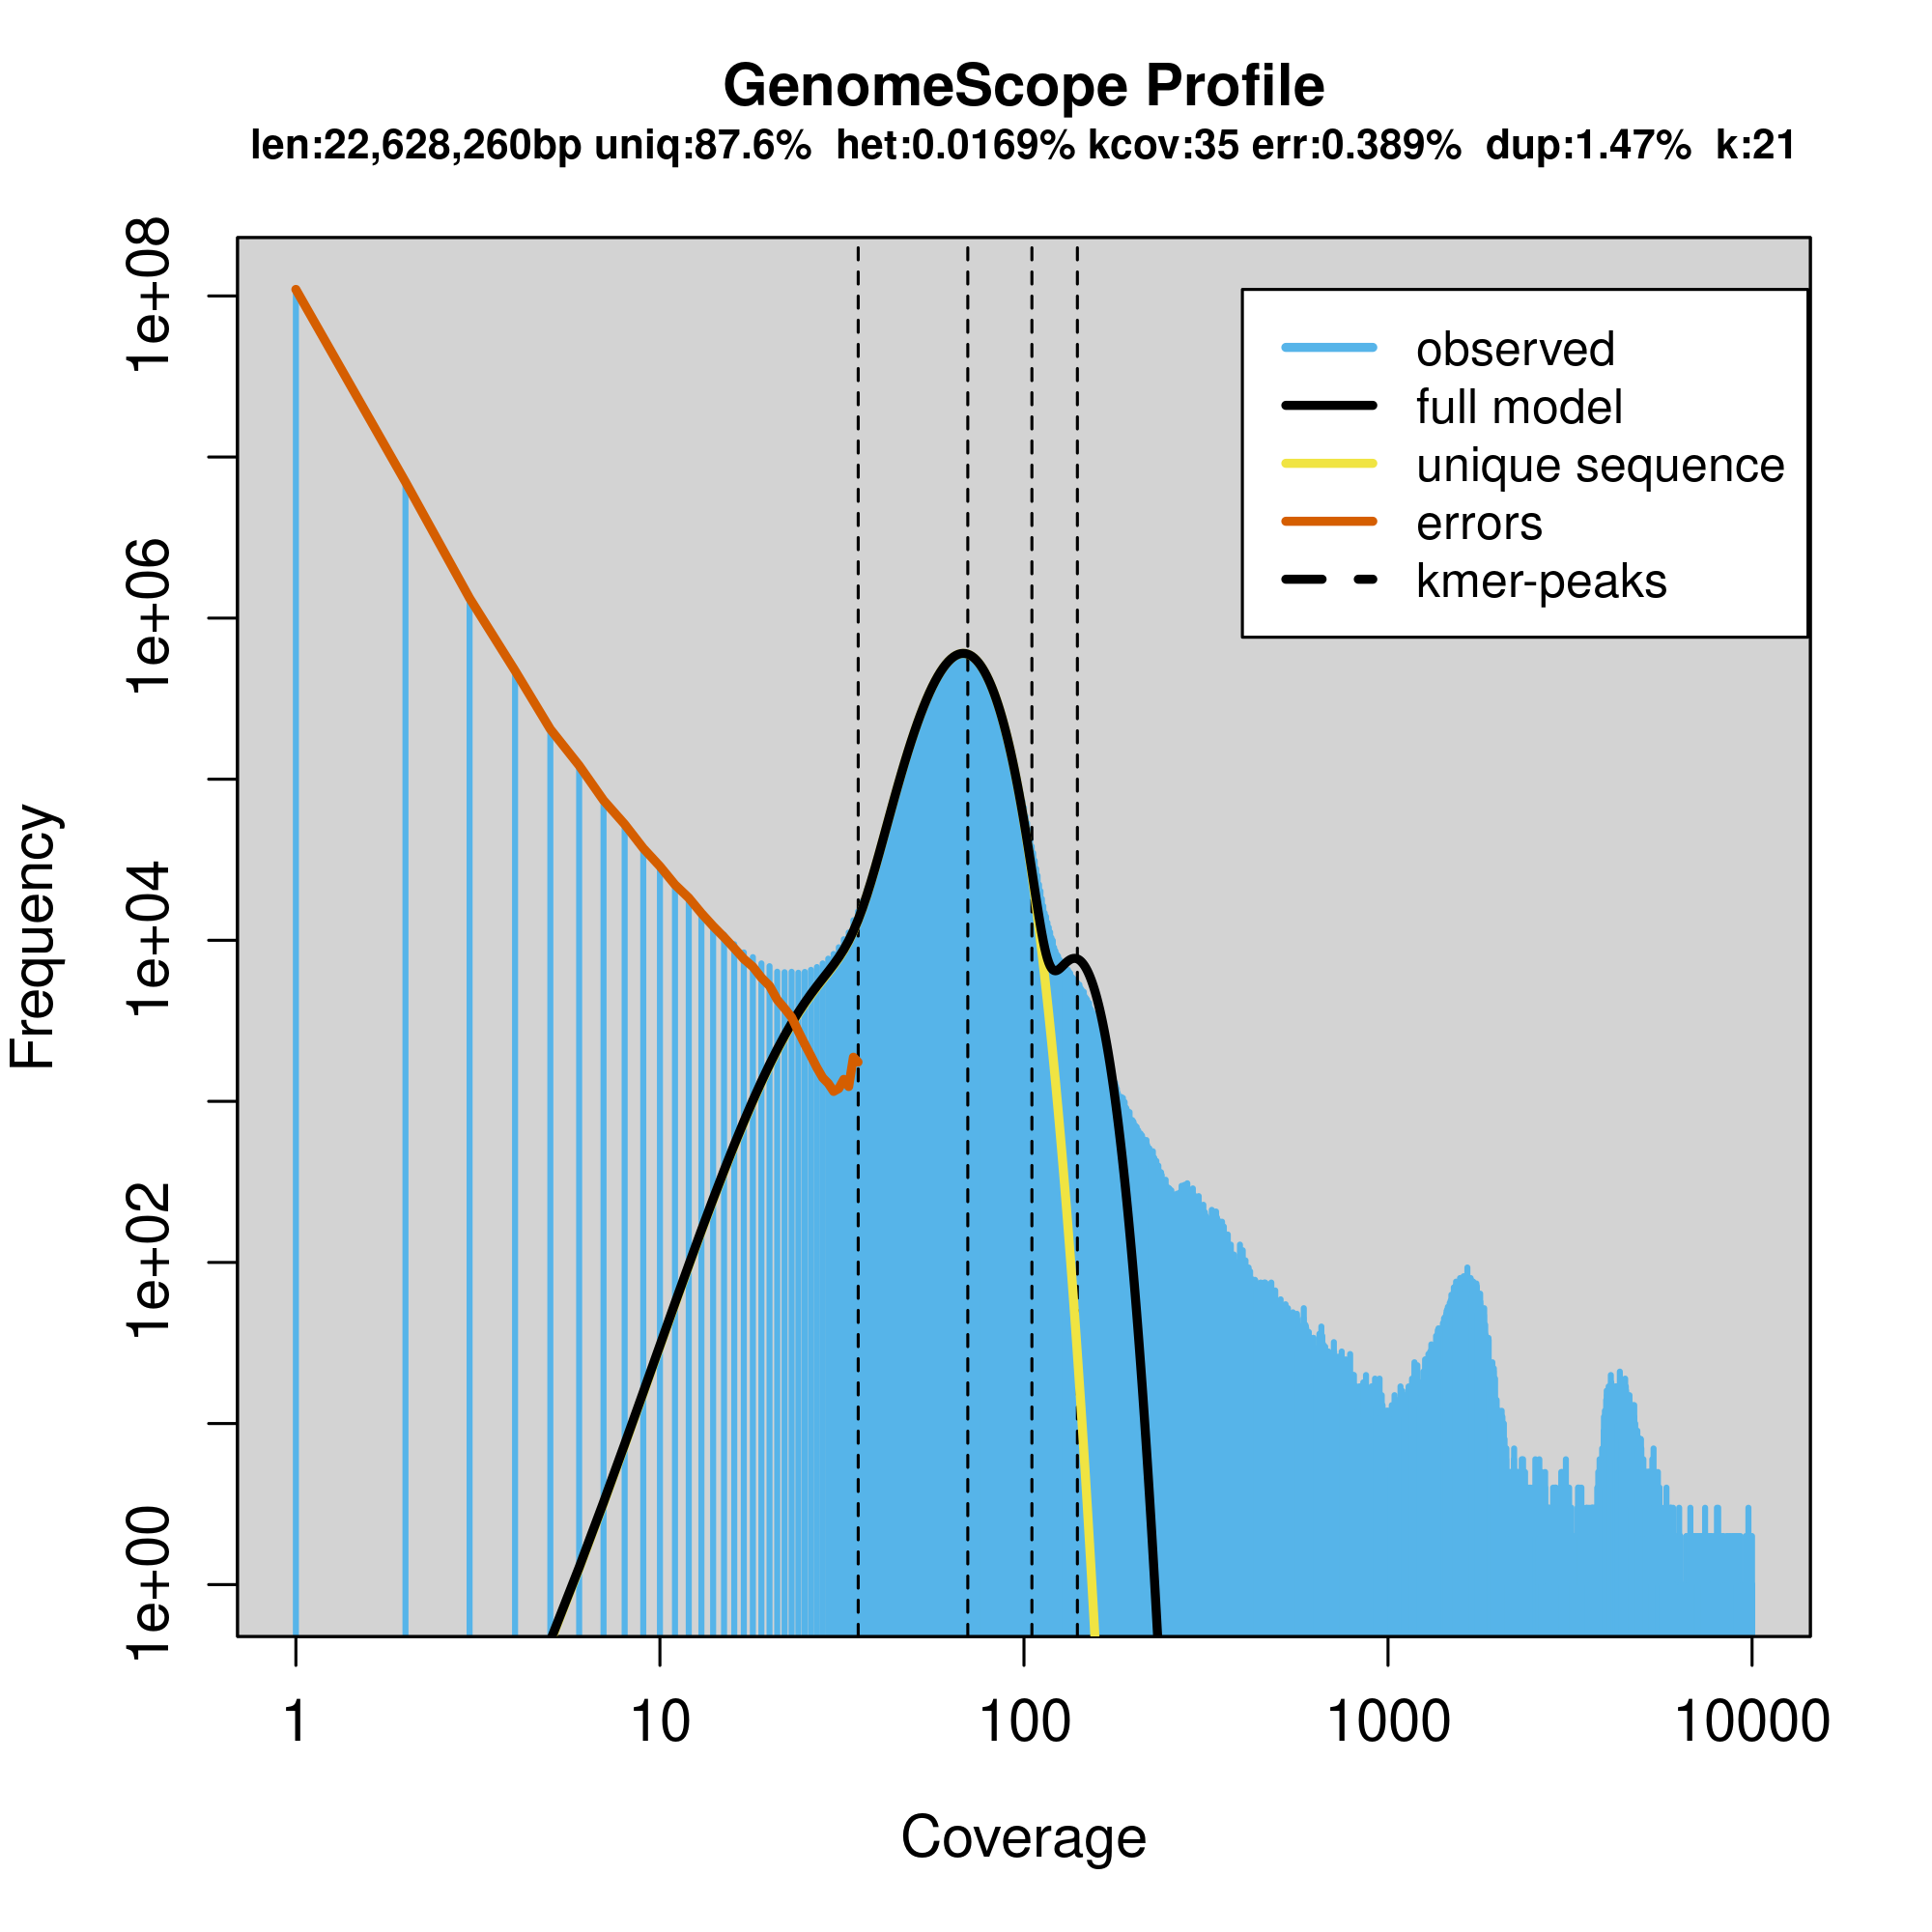 GenomeScope Profile
len:22,628,260bp uniq:87.6% het:0.0169% kcov:35 err:0.389% dup:1.47% k:21
Frequency
1e+08
1e+06
1e+04
1e+02
1e+00
observed
full model
unique sequence
errors
kmer-peaks
1 10 100 1000 10000
Coverage